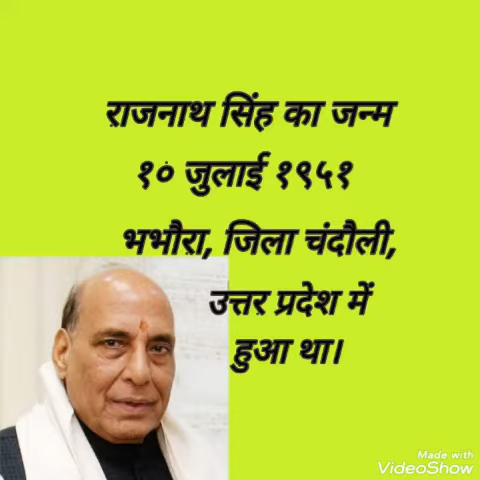 राजनाथ सिंह का जन्म
१० जुलाई १९५१
भभौरा, जिला चंदौली,
उत्तर प्रदेश में
हुआ था।
Made with
VideoShow